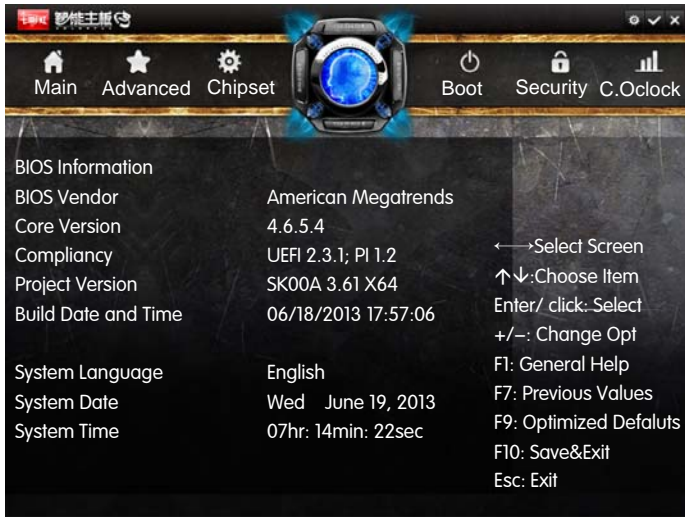 七彩虹 智能主板
Main Advanced Chipset Boot Security C.Oclock
BIOS Information
BIOS Vendor American Megatrends
Core Version 4.6.5.4
Compliancy UEFI 2.3.1; PI 1.2
Project Version SK00A 3.61 X64
Build Date and Time 06/18/2013 17:57:06
System Language English
System Date Wed June 19, 2013
System Time 07hr: 14min: 22sec
←→Select Screen
↑↓:Choose Item
Enter/ click: Select
+/–: Change Opt
F1: General Help
F7: Previous Values
F9: Optimized Defaluts
F10: Save&Exit
Esc: Exit